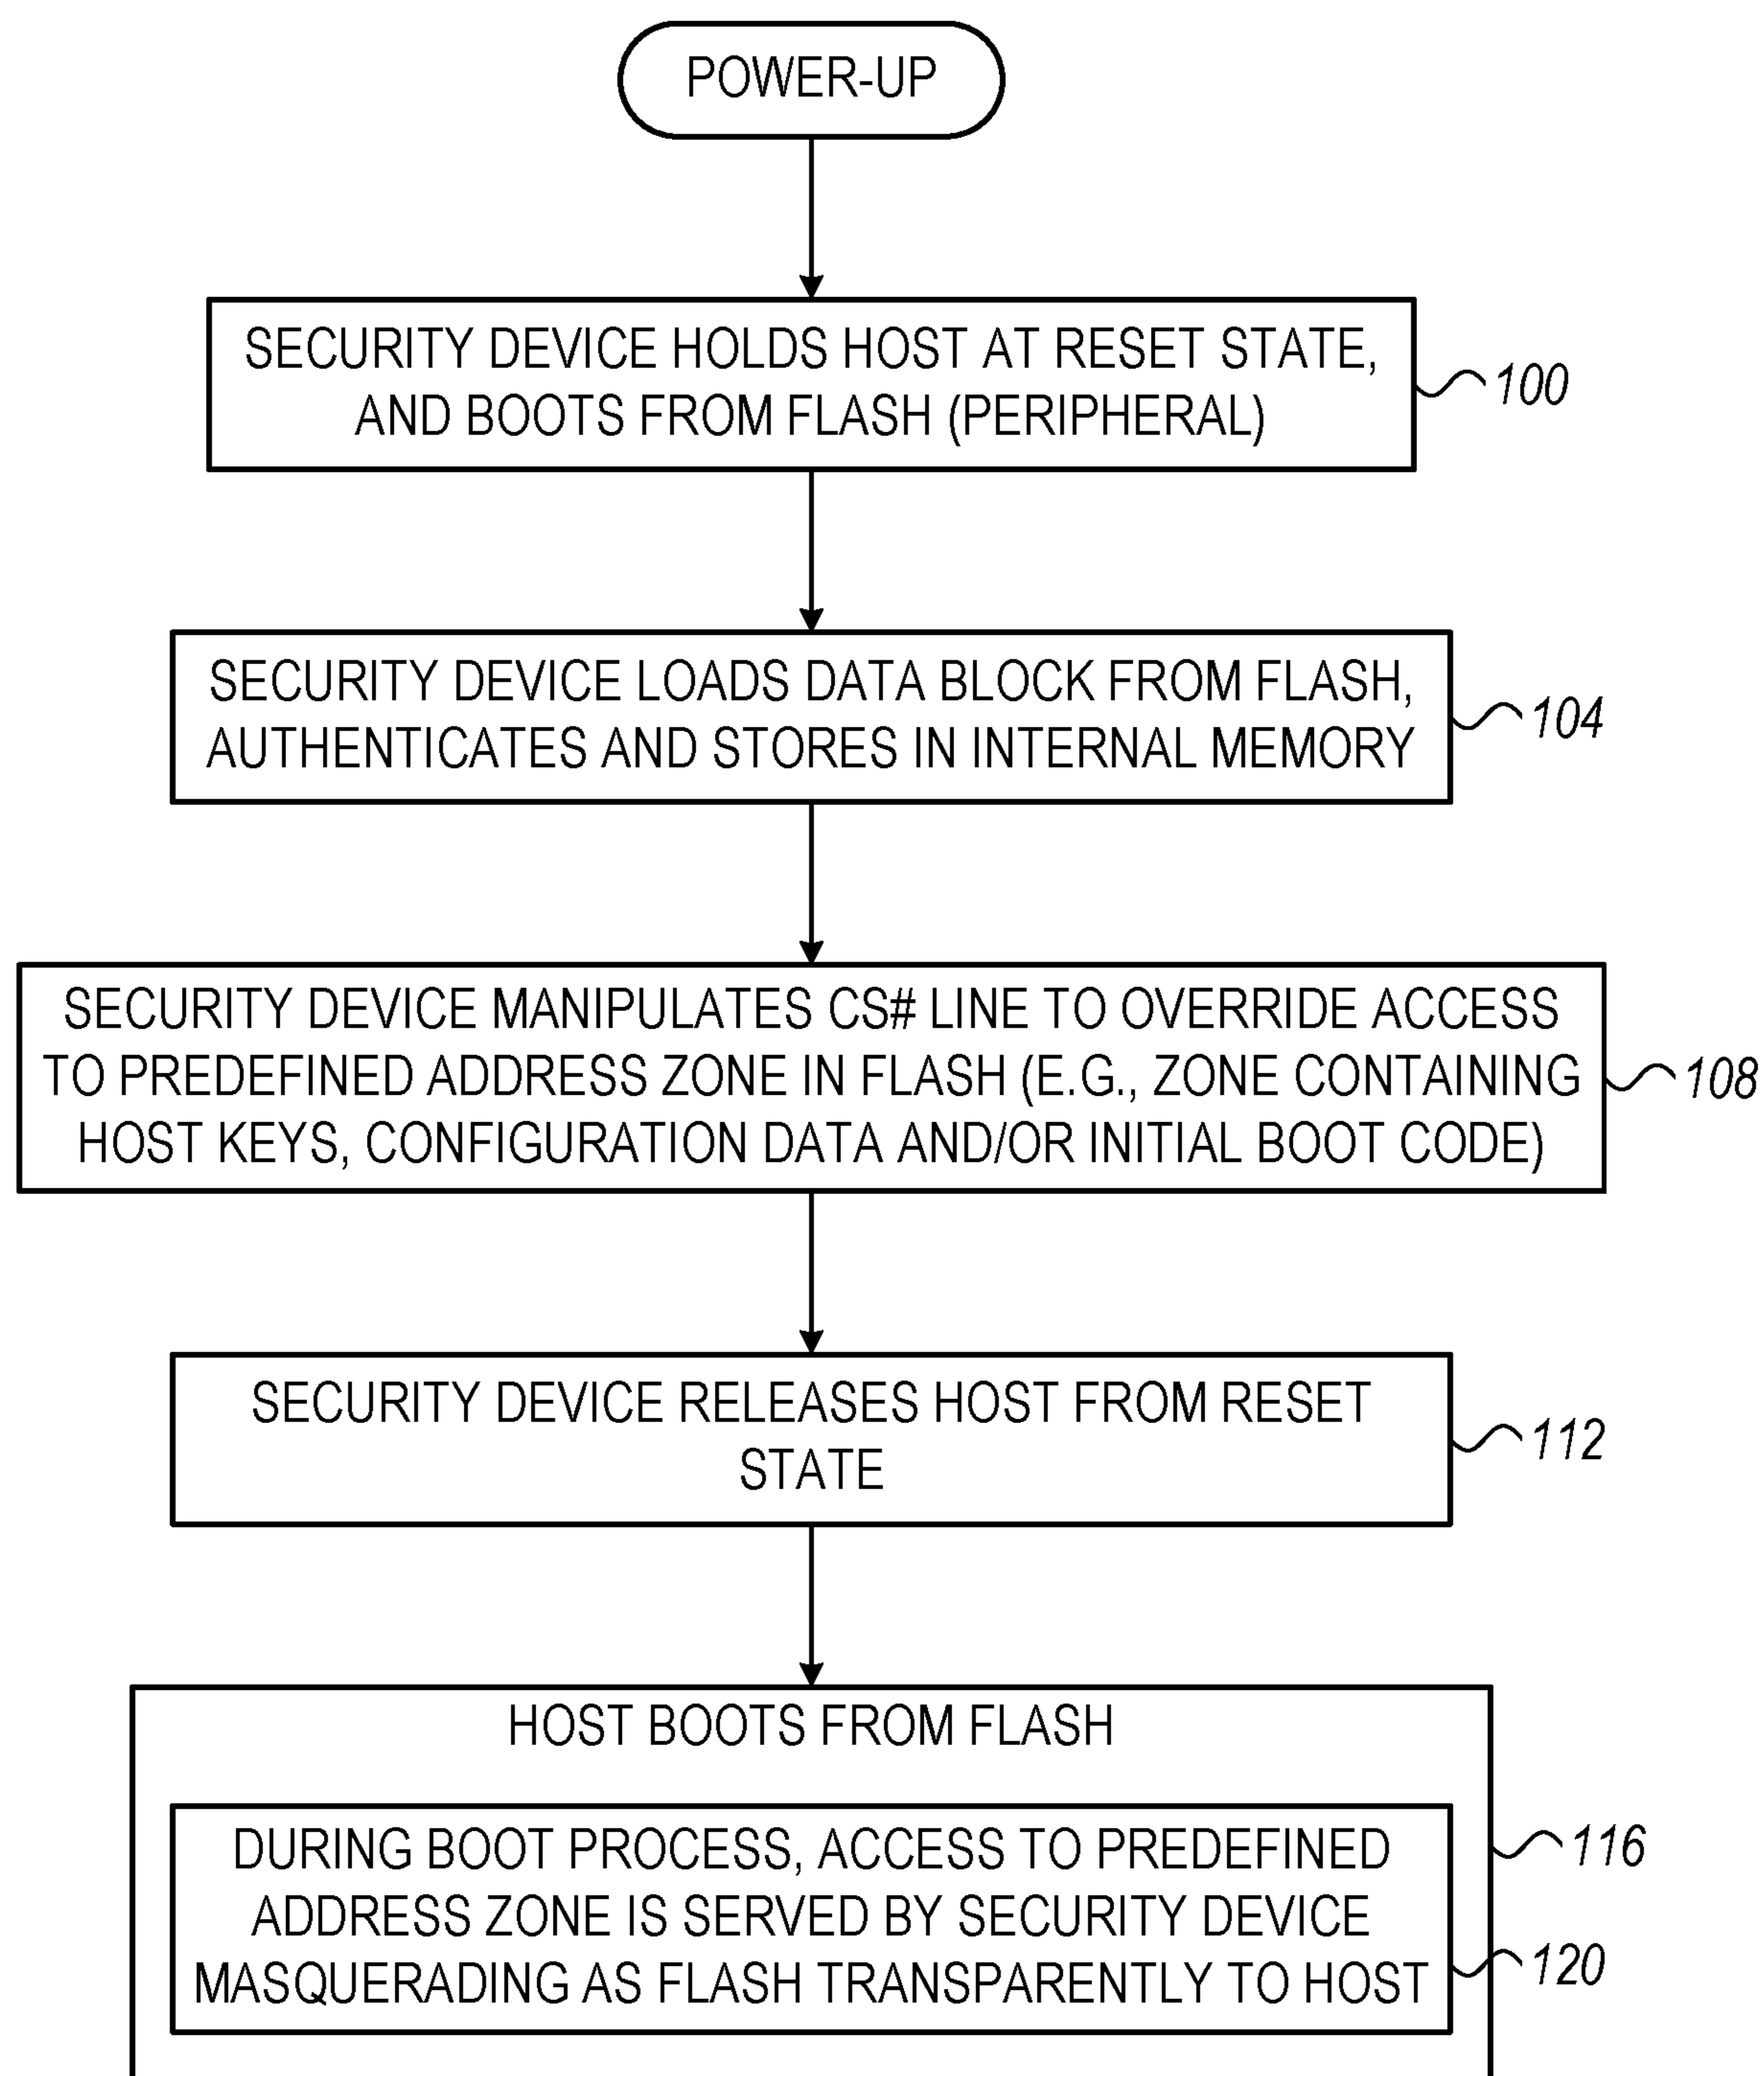 POWER-UP
SECURITY DEVICE HOLDS HOST AT RESET STATE,
AND BOOTS FROM FLASH (PERIPHERAL)
100
SECURITY DEVICE LOADS DATA BLOCK FROM FLASH,
AUTHENTICATES AND STORES IN INTERNAL MEMORY
104
SECURITY DEVICE MANIPULATES CS# LINE TO OVERRIDE ACCESS
TO PREDEFINED ADDRESS ZONE IN FLASH (E.G., ZONE CONTAINING
HOST KEYS, CONFIGURATION DATA AND/OR INITIAL BOOT CODE)
108
SECURITY DEVICE RELEASES HOST FROM RESET
STATE
112
HOST BOOTS FROM FLASH
116
DURING BOOT PROCESS, ACCESS TO PREDEFINED
ADDRESS ZONE IS SERVED BY SECURITY DEVICE
MASQUERADING AS FLASH TRANSPARENTLY TO HOST
120